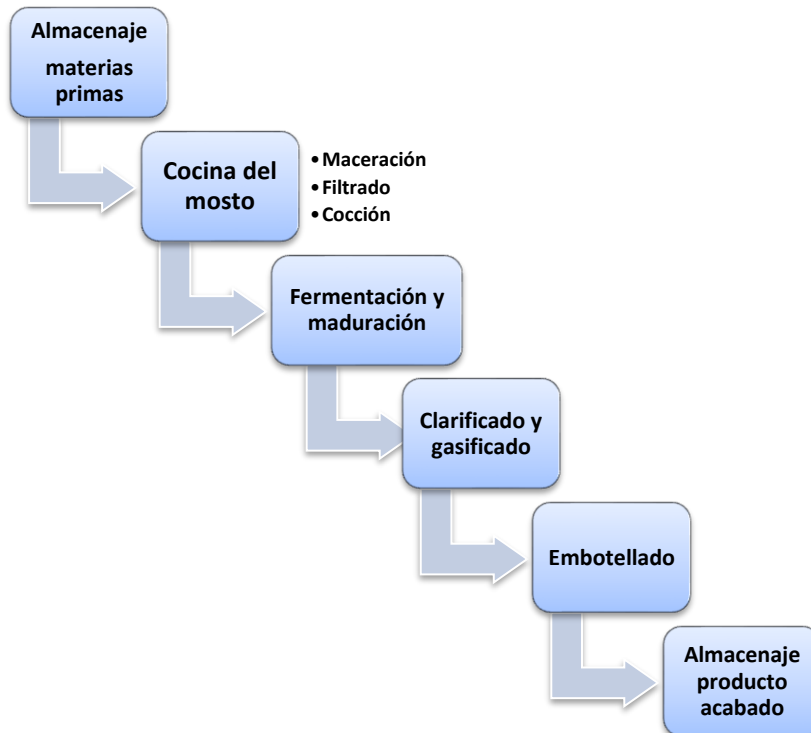 Almacenaje
materias
primas
Cocina del
mosto
• Maceración
• Filtrado
• Cocción
Fermentación y
maduración
Clarificado y
gasificado
Embotellado
Almacenaje
producto
acabado